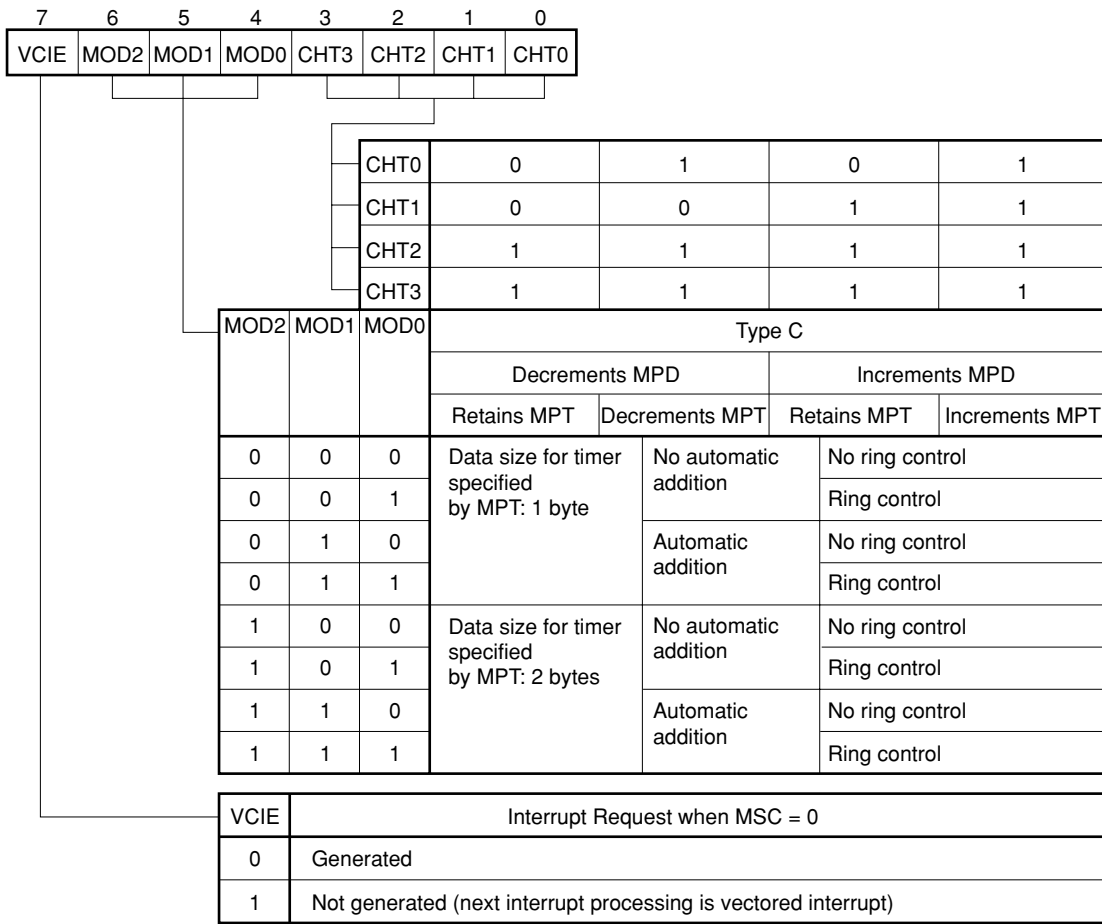 7 6 5 4 3 2 1 0
VCIE MOD2 MOD1 MOD0 CHT3 CHT2 CHT1 CHT0
CHT0 0 1 0 1
CHT1 0 0 1 1
CHT2 1 1 1 1
CHT3 1 1 1 1
MOD2 MOD1 MOD0 Type C
Decrements MPD Increments MPD
Retains MPT Decrements MPT Retains MPT Increments MPT
0 0 0 Data size for timer No automatic No ring control
specified addition
0 0 1 by MPT: 1 byte Ring control
0 1 0 Automatic No ring control
addition
0 1 1 Ring control
1 0 0 Data size for timer No automatic No ring control
specified addition
1 0 1 by MPT: 2 bytes Ring control
1 1 0 Automatic No ring control
addition
1 1 1 Ring control
VCIE Interrupt Request when MSC = 0
0 Generated
1 Not generated (next interrupt processing is vectored interrupt)